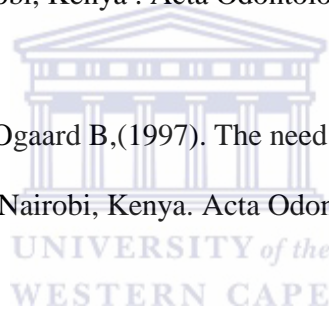 obi, Kenya . Acta Odontolo
Ogaard B,(1997). The need
Nairobi, Kenya. Acta Odon
UNIVERSITY of the
WESTERN CAPE